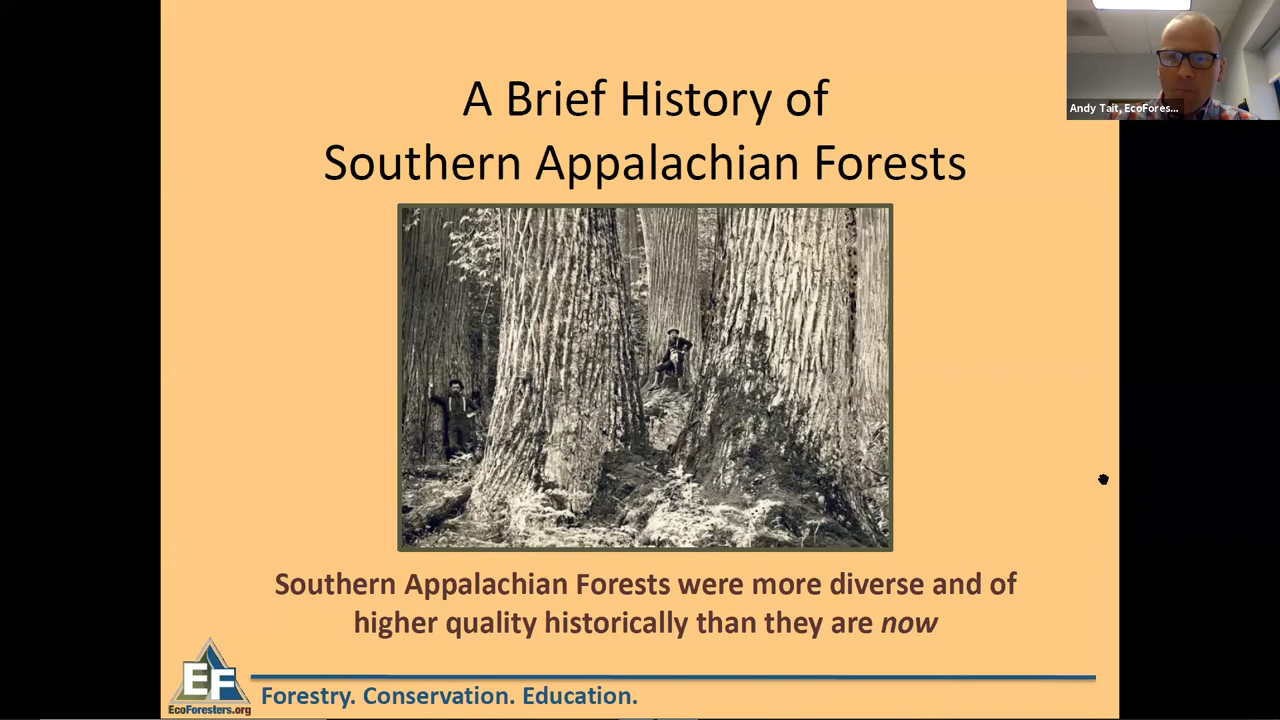 A Brief History of
Southern Appalachian Forests
Andy Tait, EcoFores...
Southern Appalachian Forests were more diverse and of
higher quality historically than they are now
EF
EcoForesters.org
Forestry. Conservation. Education.